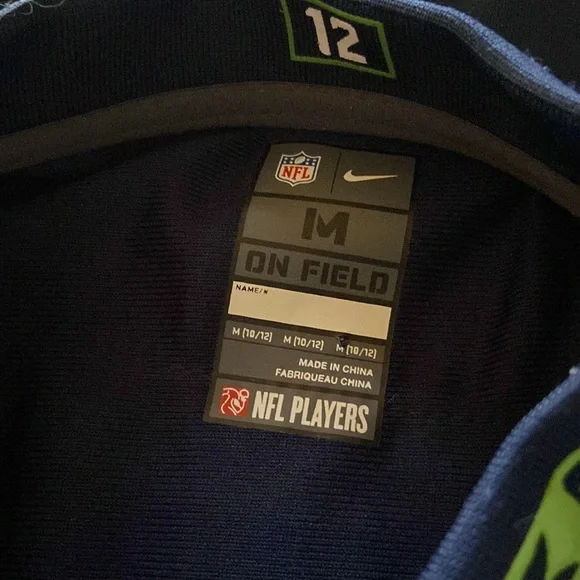 12
NFL
M
ON FIELD
NAME/#
M (10/12) M (10/12) M (10/12)
MADE IN CHINA
FABRIQUEAU CHINA
NFL PLAYERS